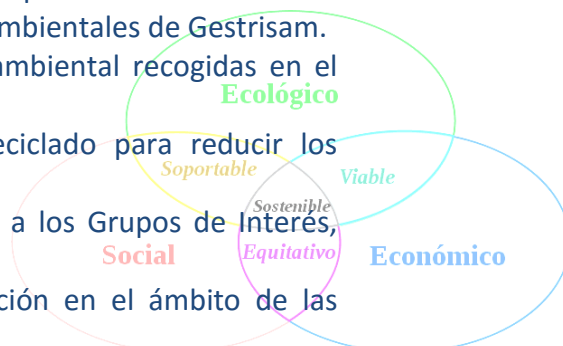 ambientales de Gestrisam.
ambiental recogidas en el
Ecológico
eciclado para reducir los
Soportable
Viable
Sostenible
a los Grupos de Interés,
Social
Equitativo
Económico
ción en el ámbito de las